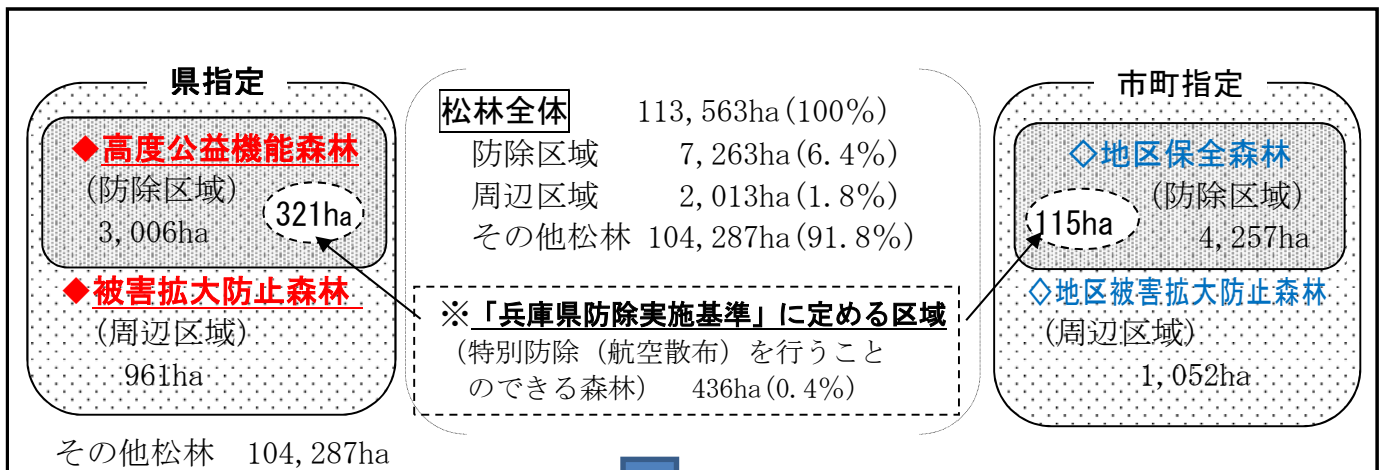 県指定
◆高度公益機能森林
(防除区域)
3,006ha
321ha
◆被害拡大防止森林
(周辺区域)
961ha
その他松林 104,287ha
松林全体 113,563ha(100%)
防除区域 7,263ha(6.4%)
周辺区域 2,013ha(1.8%)
その他松林 104,287ha(91.8%)
※「兵庫県防除実施基準」に定める区域
(特別防除(航空散布)を行うこと
のできる森林) 436ha(0.4%)
市町指定
◇地区保全森林
(防除区域)
115ha
4,257ha
◇地区被害拡大防止森林
(周辺区域)
1,052ha